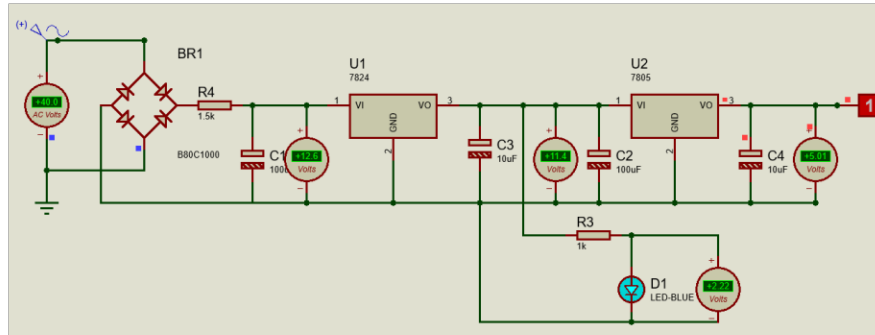 (+)
BR1
B80C1000
+40.0
AC Volts
R4
1.5k
C1
+12.6
Volts
U1
7824
1
VI
VO
3
GND
2
C3
10uF
+11.4
Volts
C2
100uF
U2
7805
1
VI
VO
3
GND
2
C4
10uF
+5.01
Volts
1
R3
1k
D1
LED-BLUE
+2.22
Volts